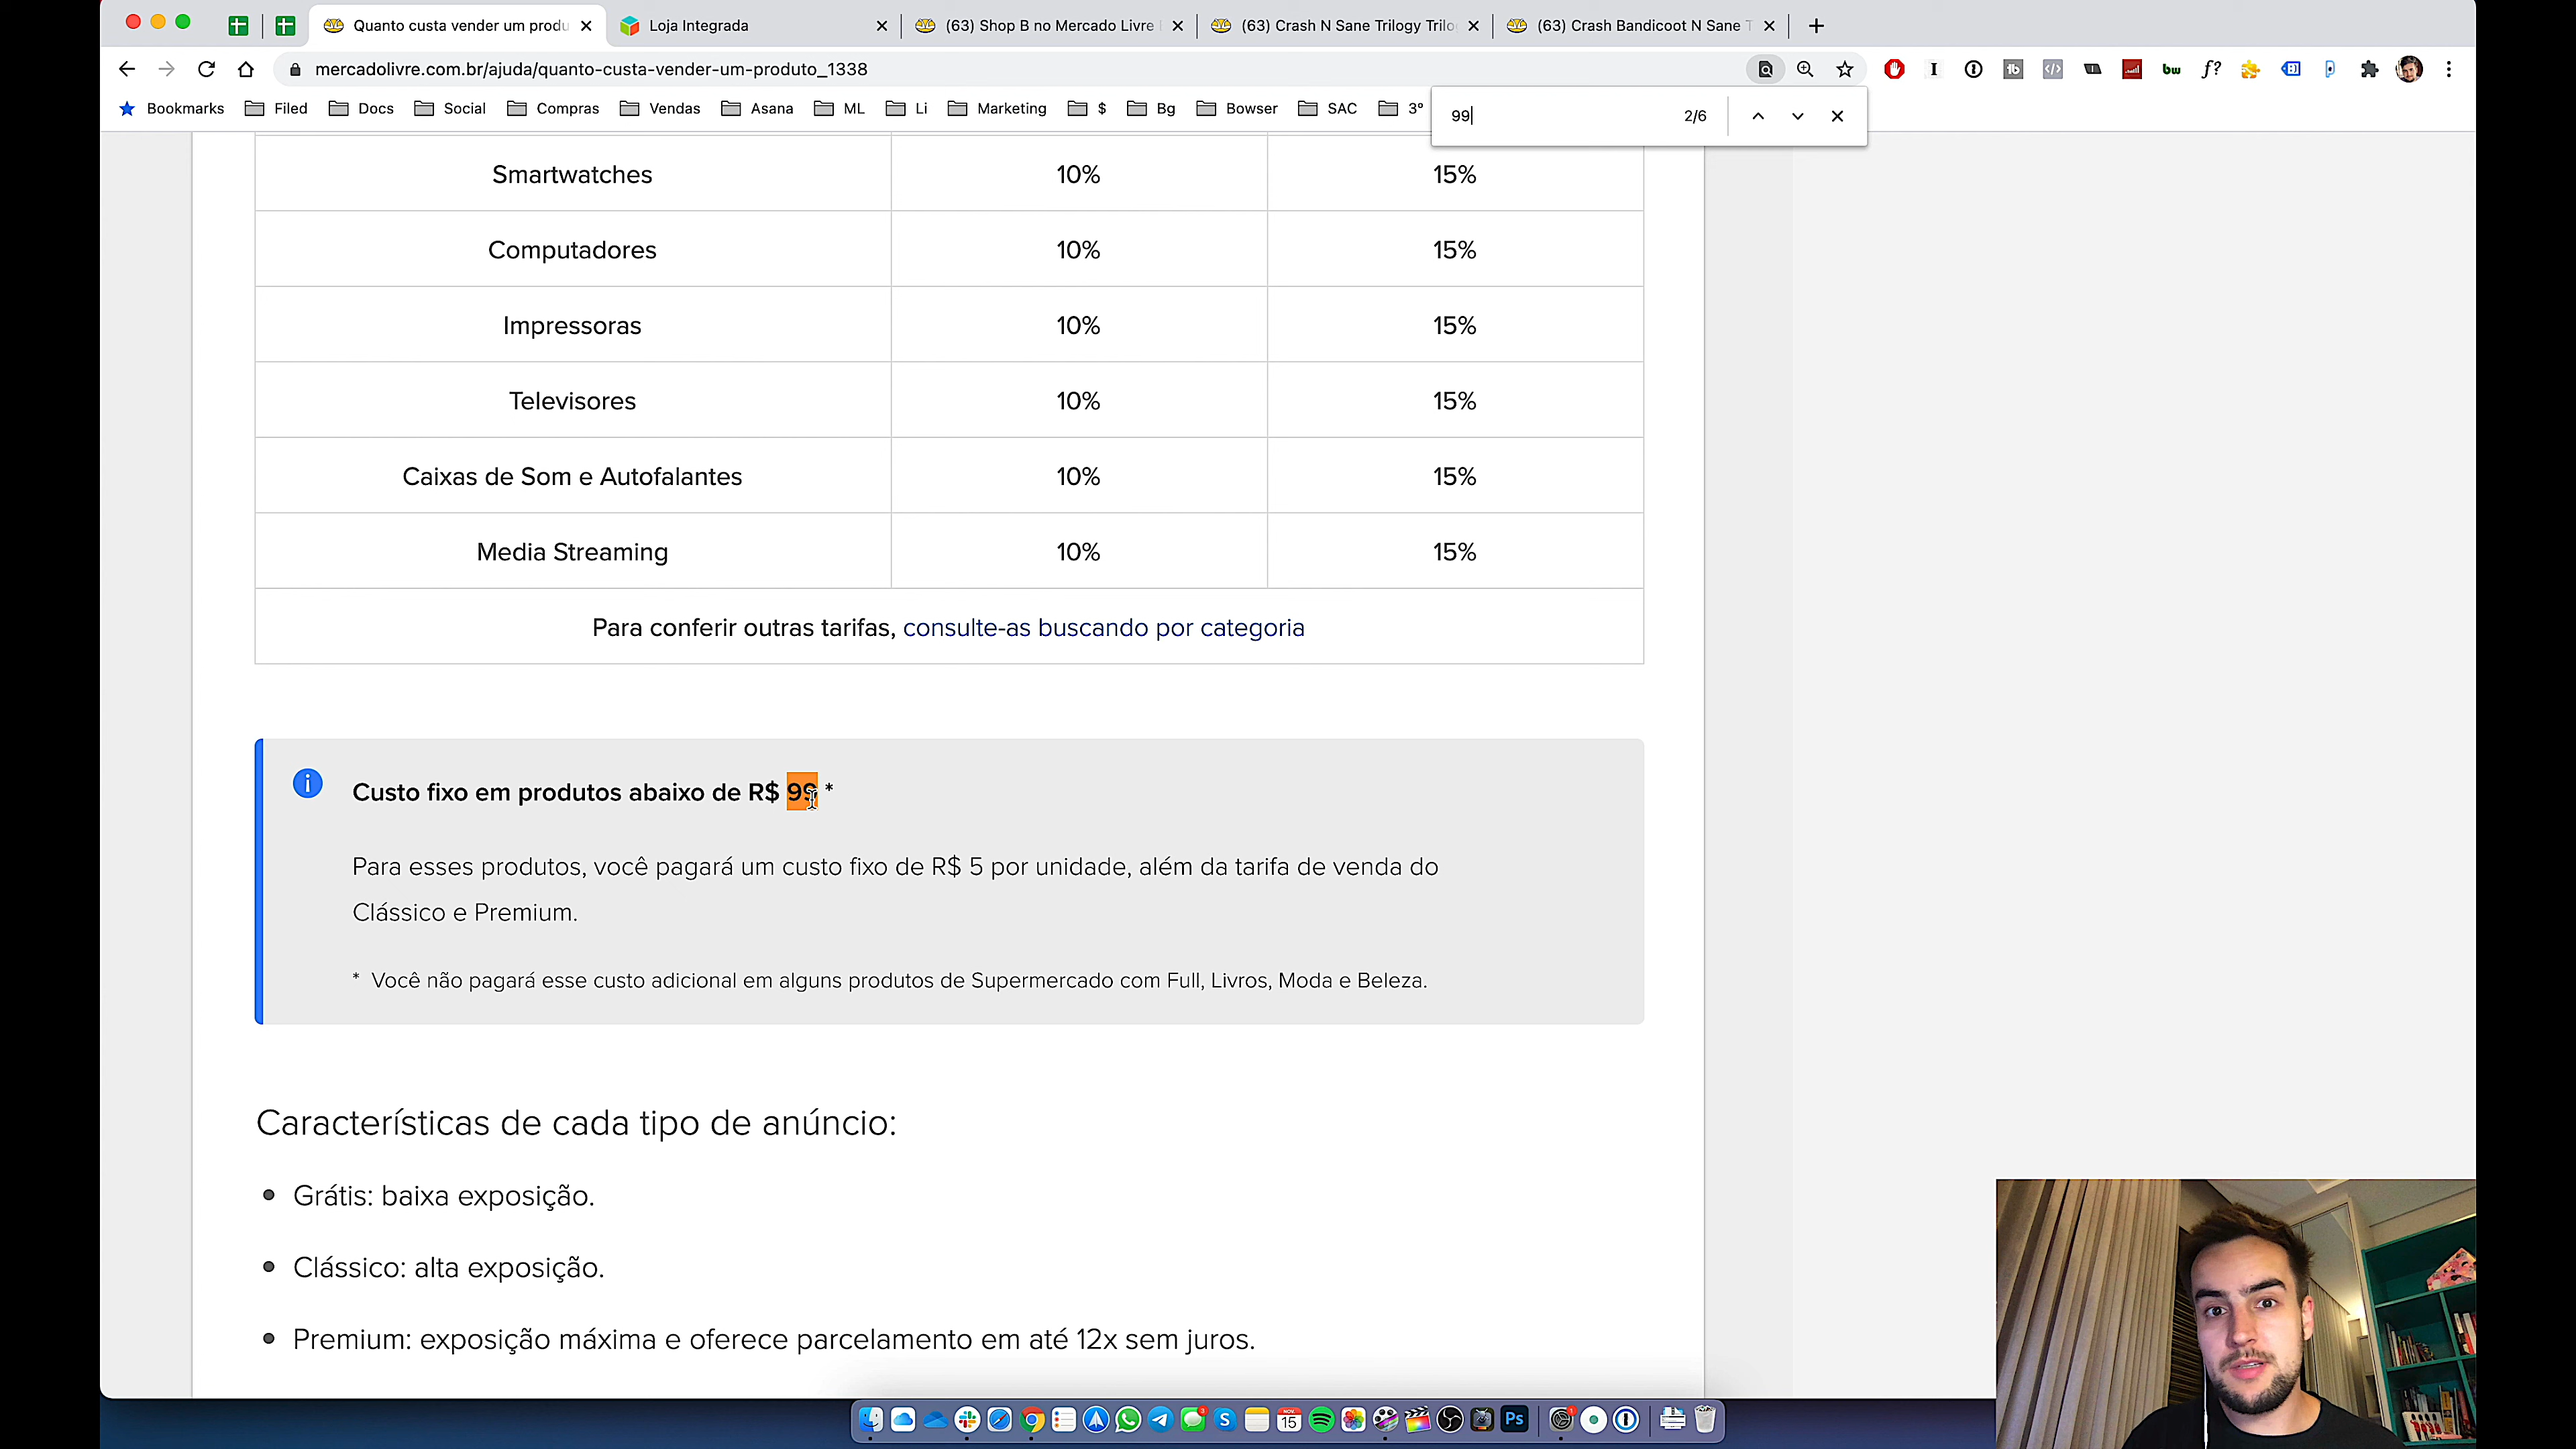 Quanto custa vender um produ
Loja Integrada
(63) Shop B no Mercado Livre
(63) Crash N Sane Trilogy Trilo
(63) Crash Bandicoot N Sane T
mercadolivre.com.br/ajuda/quanto-custa-vender-um-produto_1338
Bookmarks Filed Docs Social Compras Vendas Asana ML Li Marketing $ Bg Bowser SAC 3°
99 2/6
Smartwatches 10% 15%
Computadores 10% 15%
Impressoras 10% 15%
Televisores 10% 15%
Caixas de Som e Autofalantes 10% 15%
Media Streaming 10% 15%
Para conferir outras tarifas, consulte-as buscando por categoria
Custo fixo em produtos abaixo de R$ 99 *
Para esses produtos, você pagará um custo fixo de R$ 5 por unidade, além da tarifa de venda do
Clássico e Premium.
* Você não pagará esse custo adicional em alguns produtos de Supermercado com Full, Livros, Moda e Beleza.
Características de cada tipo de anúncio:
Grátis: baixa exposição.
Clássico: alta exposição.
Premium: exposição máxima e oferece parcelamento em até 12x sem juros.
NOV. 15
Ps